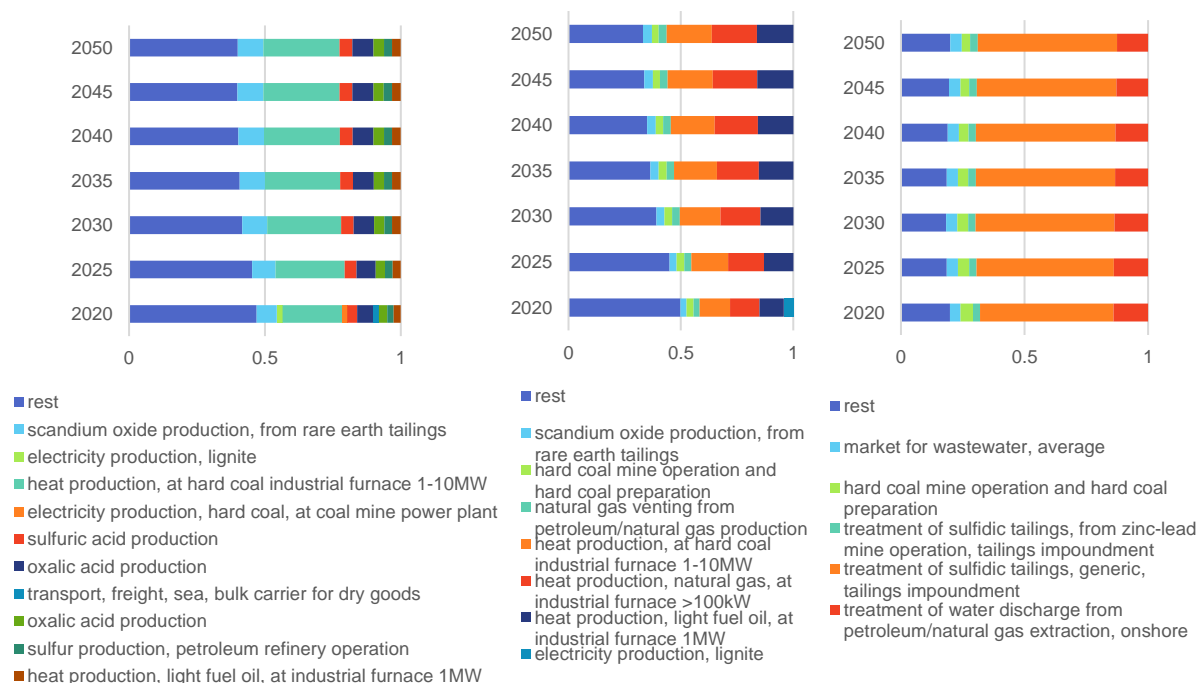 2050
2045
2040
2035
2030
2025
2020
0
0.5
1
rest
scandium oxide production, from rare earth tailings
electricity production, lignite
heat production, at hard coal industrial furnace 1-10MW
electricity production, hard coal, at coal mine power plant
sulfuric acid production
oxalic acid production
transport, freight, sea, bulk carrier for dry goods
oxalic acid production
sulfur production, petroleum refinery operation
heat production, light fuel oil, at industrial furnace 1MW
2050
2045
2040
2035
2030
2025
2020
0
0.5
1
rest
scandium oxide production, from
rare earth tailings
hard coal mine operation and
hard coal preparation
natural gas venting from
petroleum/natural gas production
heat production, at hard coal
industrial furnace 1-10MW
heat production, natural gas, at
industrial furnace >100kW
heat production, light fuel oil, at
industrial furnace 1MW
electricity production, lignite
2050
2045
2040
2035
2030
2025
2020
0
0.5
1
rest
market for wastewater, average
hard coal mine operation and hard coal
preparation
treatment of sulfidic tailings, from zinc-lead
mine operation, tailings impoundment
treatment of sulfidic tailings, generic,
tailings impoundment
treatment of water discharge from
petroleum/natural gas extraction, onshore